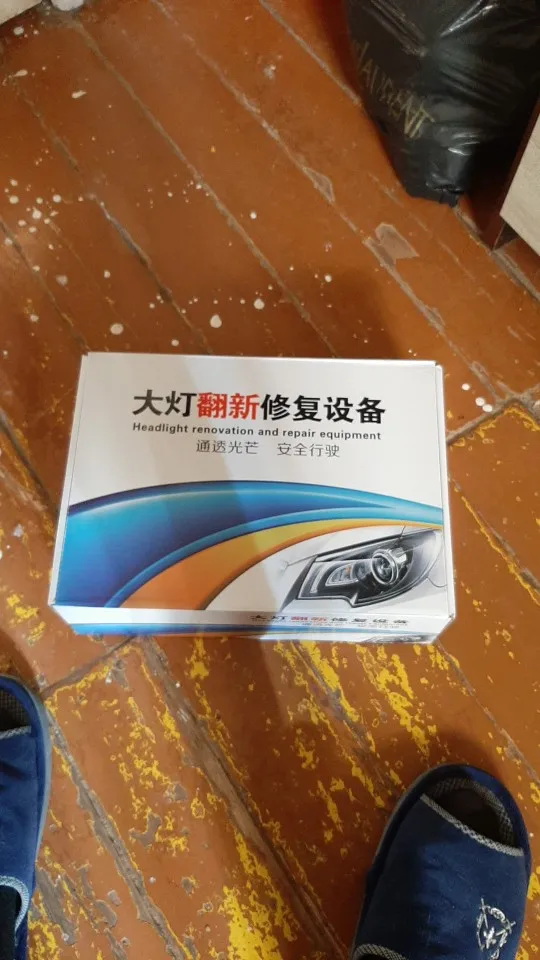 大灯翻新修复设备
Headlight renovation and repair equipment
通透光芒 安全行驶
大灯翻新修复设备